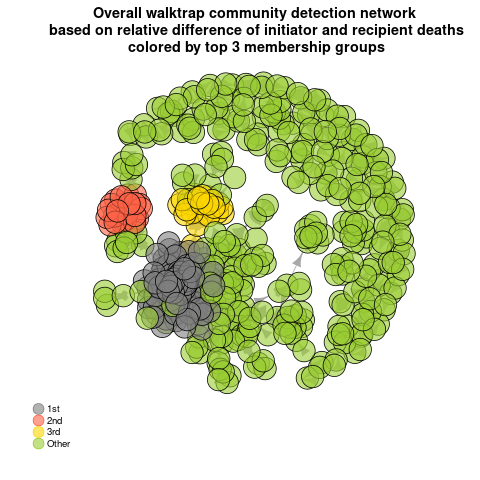 Overall walktrap community detection network
based on relative difference of initiator and recipient deaths
colored by top 3 membership groups
1st
2nd
3rd
Other